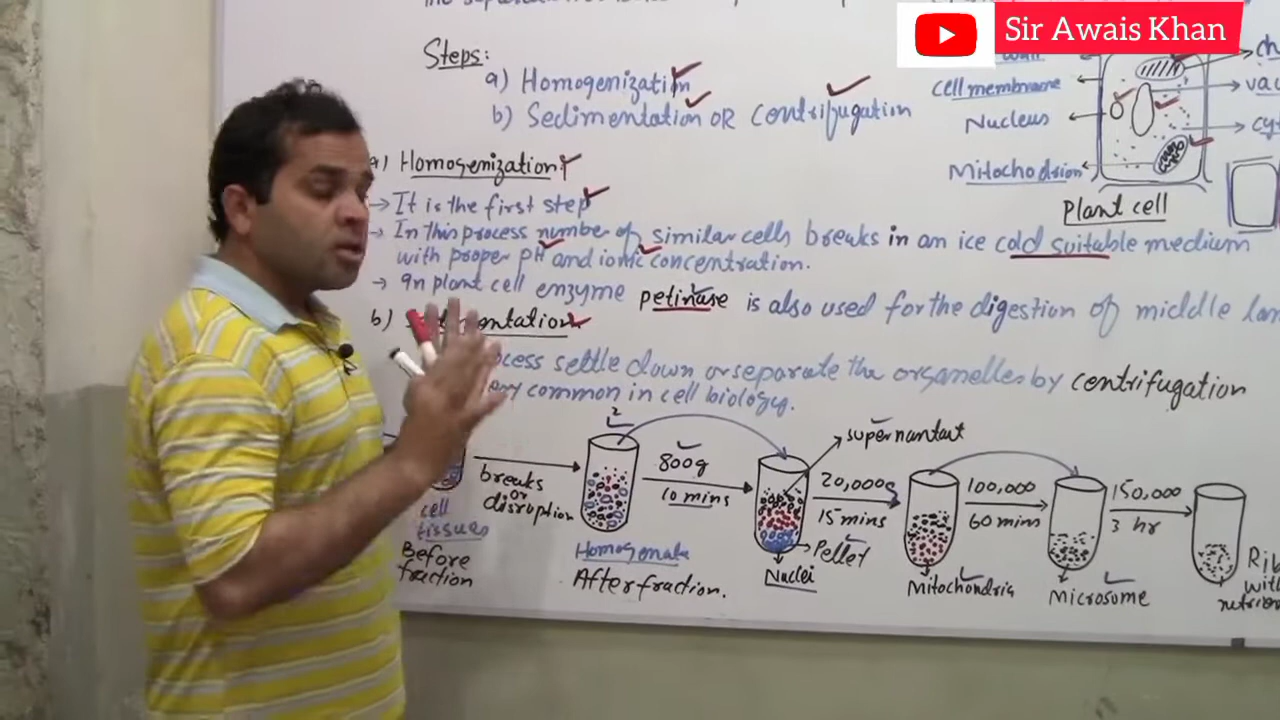 Sir Awais Khan
Steps:
a) Homogenization
b) Sedimentation OR Centrifugation
cell membrane
Nucleus
Mitochodrion
Plant cell
a) Homogenization:
→ It is the first step
→ In this process number of similar cells breaks in an ice cold suitable medium
with proper pH and ionic concentration.
→ In plant cell enzyme petinase is also used for the digestion of middle
b)
settle down or separate the organelles by centrifugation
common in cell biology.
cell
tissues
Before
fraction
breaks
or
disruption
2
Homogenate
After fraction.
800g
10 mins
supernantant
Pellet
Nuclei
20,000g
15 mins
Mitochondria
100,000
60 mins
Microsome
150,000
3 hr
with